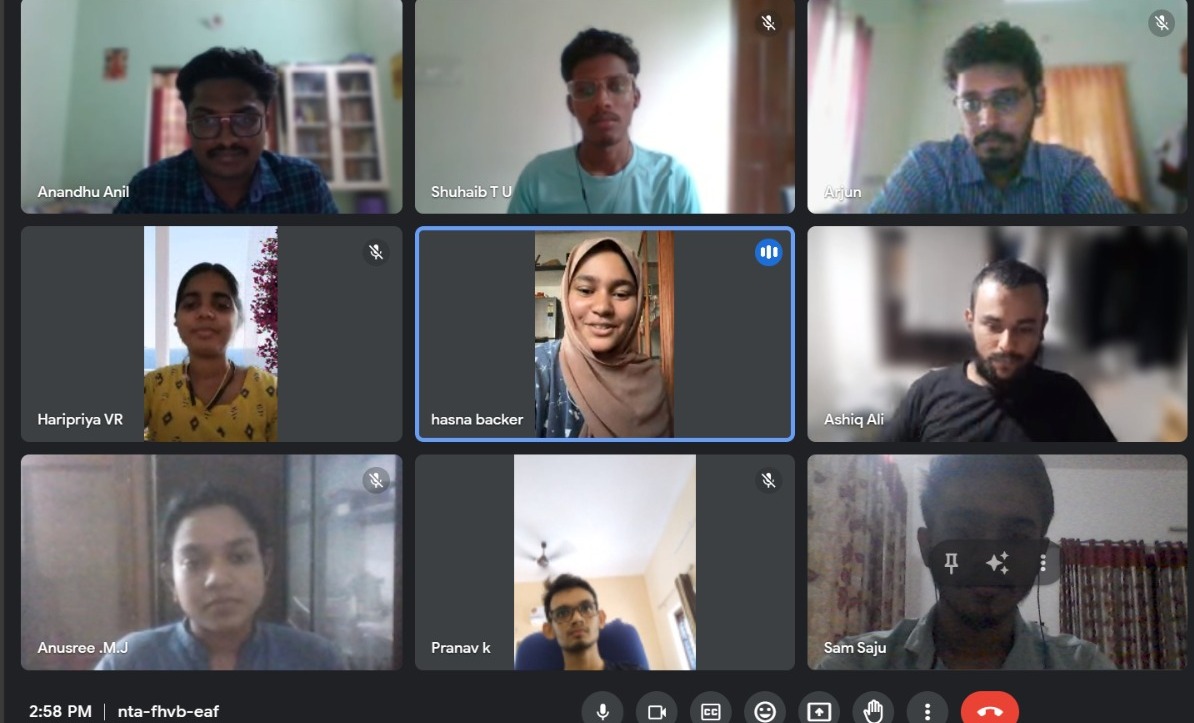 Anandhu Anil
Shuhaib T U
Arjun
Haripriya VR
hasna backer
Ashiq Ali
Anusree .M.J
Pranav k
Sam Saju
2:58 PM | nta-fhvb-eaf
CC